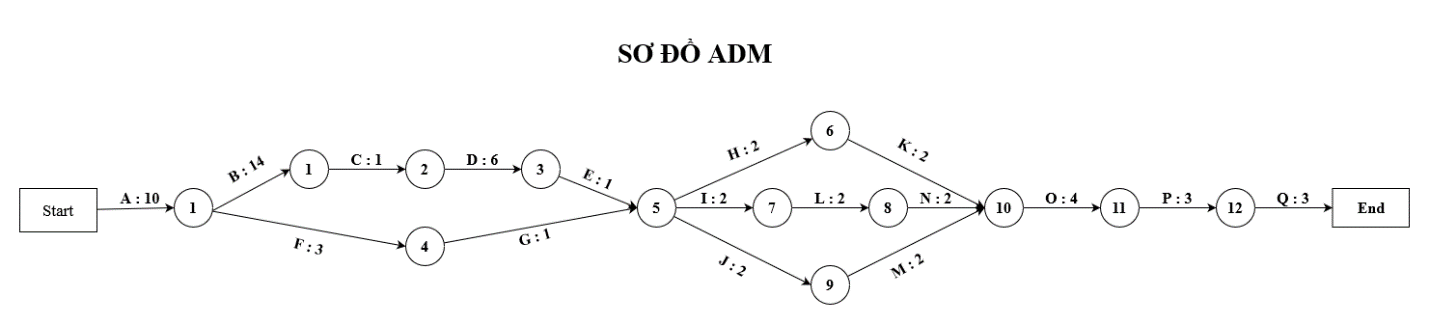 SƠ ĐỒ ADM
Start
A : 10
1
B : 14
1
C : 1
2
D : 6
3
E : 1
F : 3
4
G : 1
5
H : 2
6
K : 2
I : 2
7
L : 2
8
N : 2
J : 2
9
M : 2
10
O : 4
11
P : 3
12
Q : 3
End